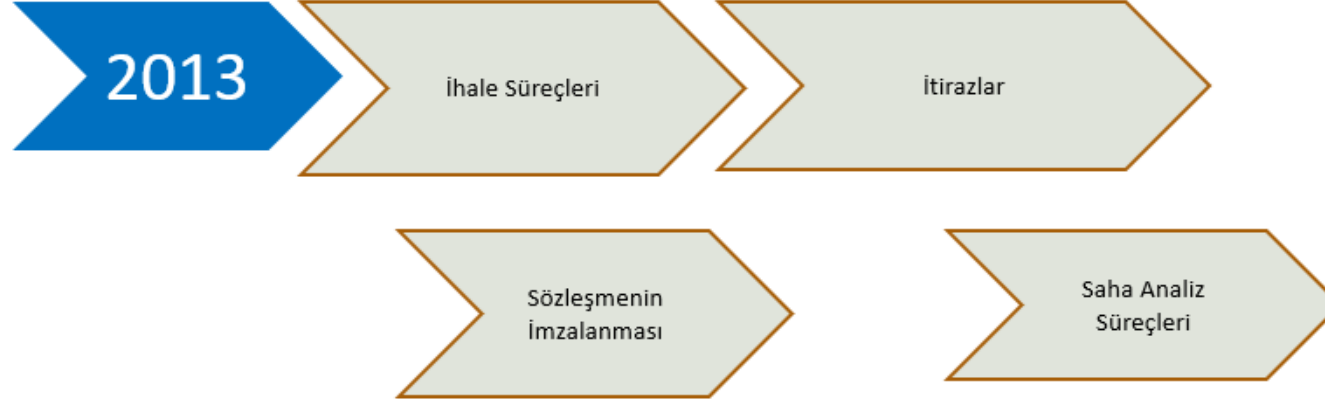 2013
İhale Süreçleri
İtirazlar
Sözleşmenin
İmzalanması
Saha Analiz
Süreçleri